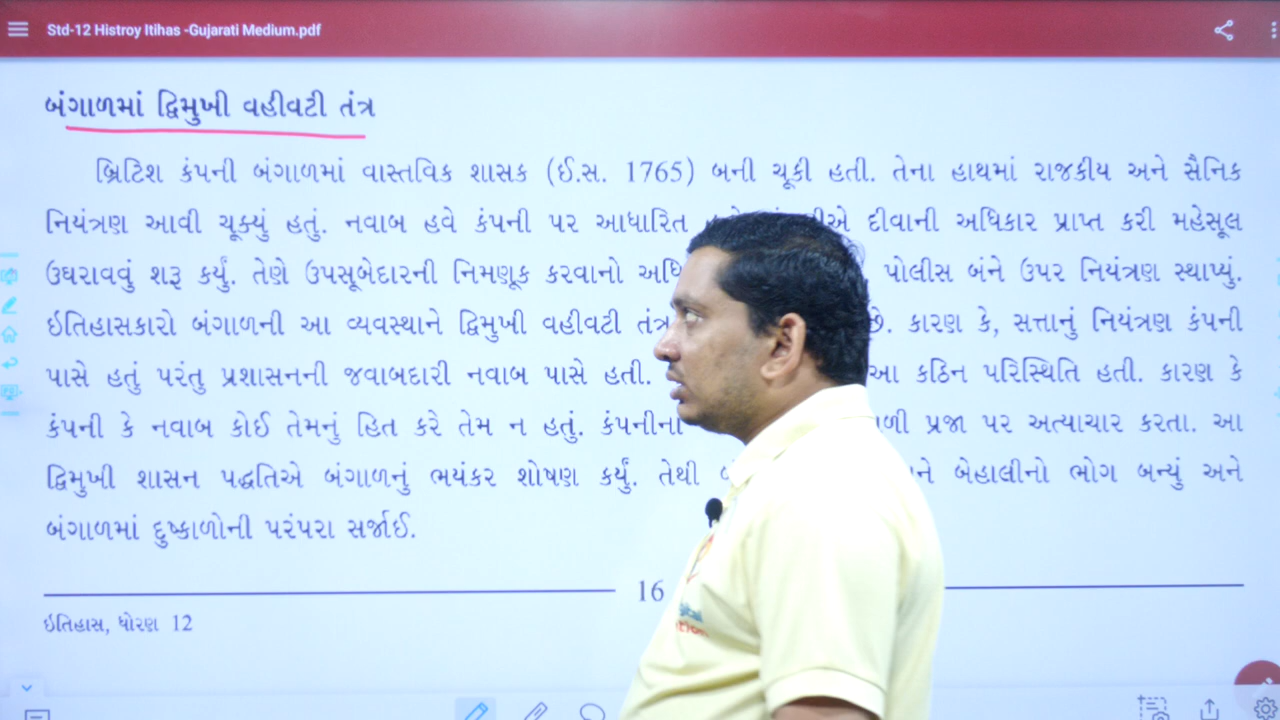 Std-12 Histroy Itihas -Gujarati Medium.pdf
બંગાળમાં દ્વિમુખી વહીવટી તંત્ર
બ્રિટિશ કંપની બંગાળમાં વાસ્તવિક શાસક (ઈ.સ. 1765) બની ચૂકી હતી. તેના હાથમાં રાજકીય અને સૈનિક
નિયંત્રણ આવી ચૂક્યું હતું. નવાબ હવે કંપની પર આધારિત દીવાની અધિકાર પ્રાપ્ત કરી મહેસૂલ
ઉઘરાવવું શરૂ કર્યું. તેણે ઉપસૂબેદારની નિમણૂક કરવાનો પોલીસ બંને ઉપર નિયંત્રણ સ્થાપ્યું.
ઇતિહાસકારો બંગાળની આ વ્યવસ્થાને દ્વિમુખી વહીવટી છે. કારણ કે, સત્તાનું નિયંત્રણ કંપની
પાસે હતું પરંતુ પ્રશાસનની જવાબદારી નવાબ પાસે હતી. આ કઠિન પરિસ્થિતિ હતી. કારણ કે
કંપની કે નવાબ કોઈ તેમનું હિત કરે તેમ ન હતું. કંપનીના પ્રજા પર અત્યાચાર કરતા. આ
દ્વિમુખી શાસન પદ્ધતિએ બંગાળનું ભયંકર શોષણ કર્યું. તેથી બેહાલીનો ભોગ બન્યું અને
બંગાળમાં દુષ્કાળોની પરંપરા સર્જાઈ.
16
ઇતિહાસ, ધોરણ 12